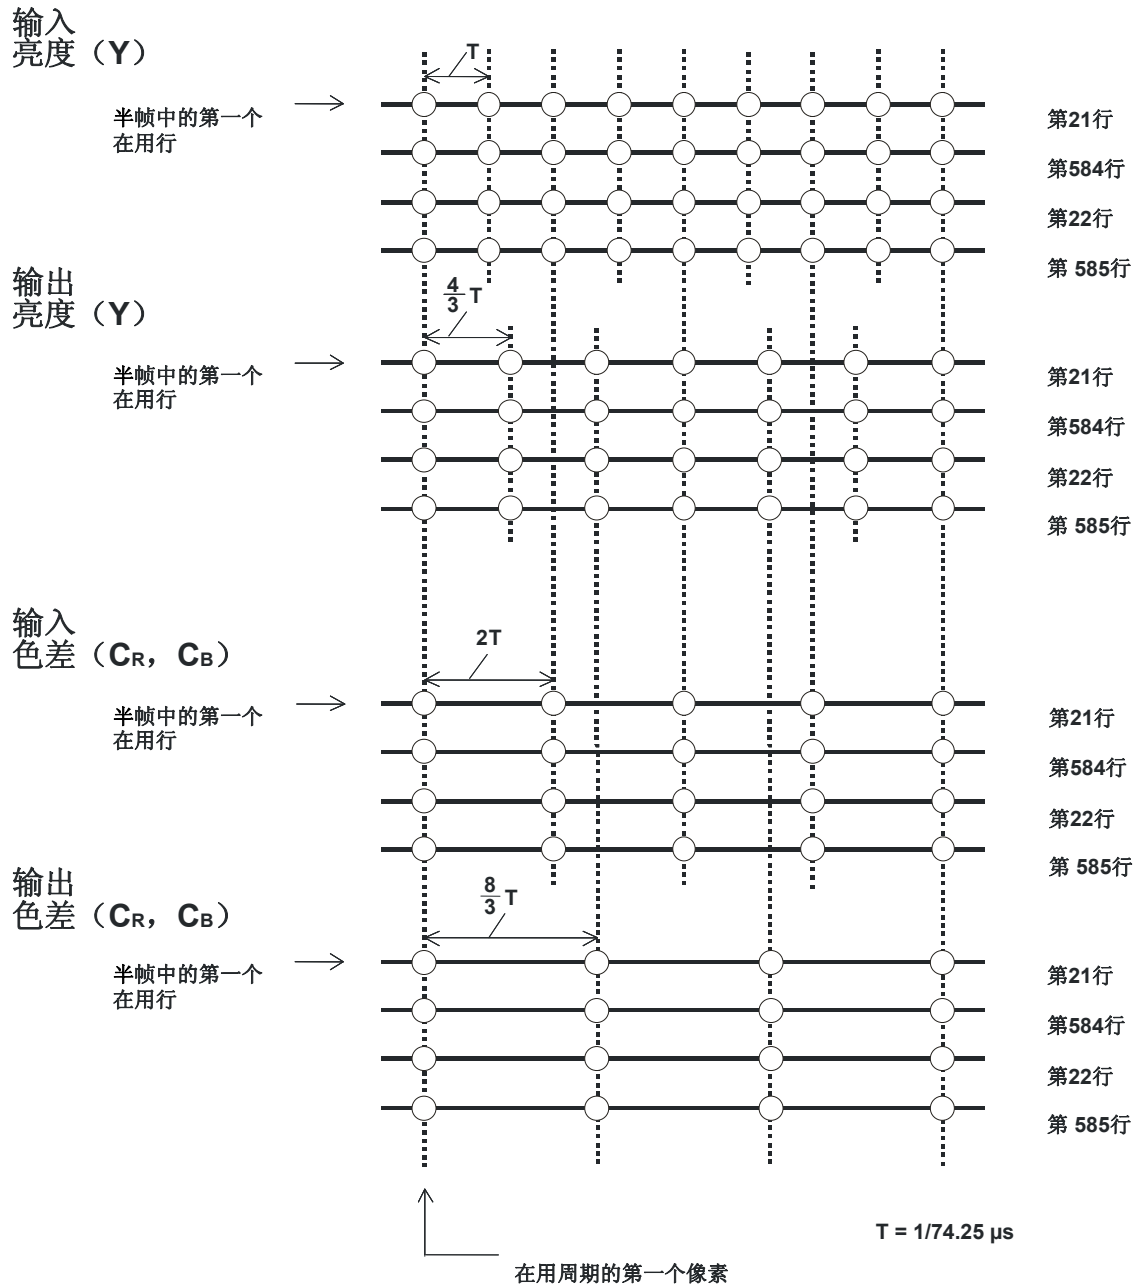 输入
亮度（Y）
T
半帧中的第一个
在用行
第21行
第584行
第22行
第 585行
输出
亮度（Y）
4/3 T
半帧中的第一个
在用行
第21行
第584行
第22行
第 585行
输入
色差（CR，CB）
2T
半帧中的第一个
在用行
第21行
第584行
第22行
第 585行
输出
色差（CR，CB）
8/3 T
半帧中的第一个
在用行
第21行
第584行
第22行
第 585行
T = 1/74.25 μs
在用周期的第一个像素